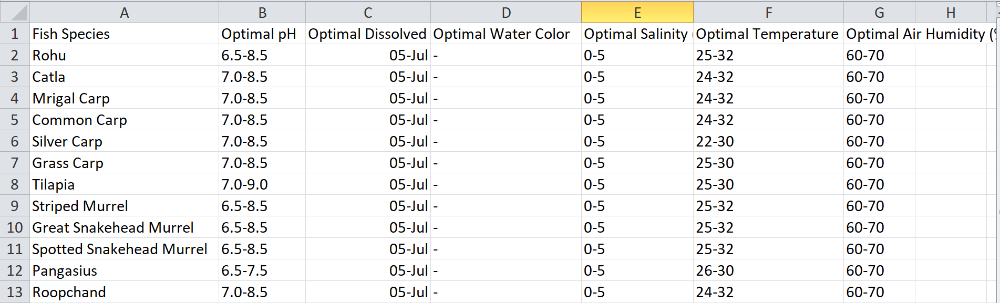 A B C D E F G H
1 Fish Species Optimal pH Optimal Dissolved Optimal Water Color Optimal Salinity ( Optimal Temperature Optimal Air Humidity (%
2 Rohu 6.5-8.5 05-Jul - 0-5 25-32 60-70
3 Catla 7.0-8.5 05-Jul - 0-5 24-32 60-70
4 Mrigal Carp 7.0-8.5 05-Jul - 0-5 24-32 60-70
5 Common Carp 7.0-8.5 05-Jul - 0-5 24-32 60-70
6 Silver Carp 7.0-8.5 05-Jul - 0-5 22-30 60-70
7 Grass Carp 7.0-8.5 05-Jul - 0-5 25-30 60-70
8 Tilapia 7.0-9.0 05-Jul - 0-5 25-30 60-70
9 Striped Murrel 6.5-8.5 05-Jul - 0-5 25-32 60-70
10 Great Snakehead Murrel 6.5-8.5 05-Jul - 0-5 25-32 60-70
11 Spotted Snakehead Murrel 6.5-8.5 05-Jul - 0-5 25-32 60-70
12 Pangasius 6.5-7.5 05-Jul - 0-5 26-30 60-70
13 Roopchand 7.0-8.5 05-Jul - 0-5 24-32 60-70